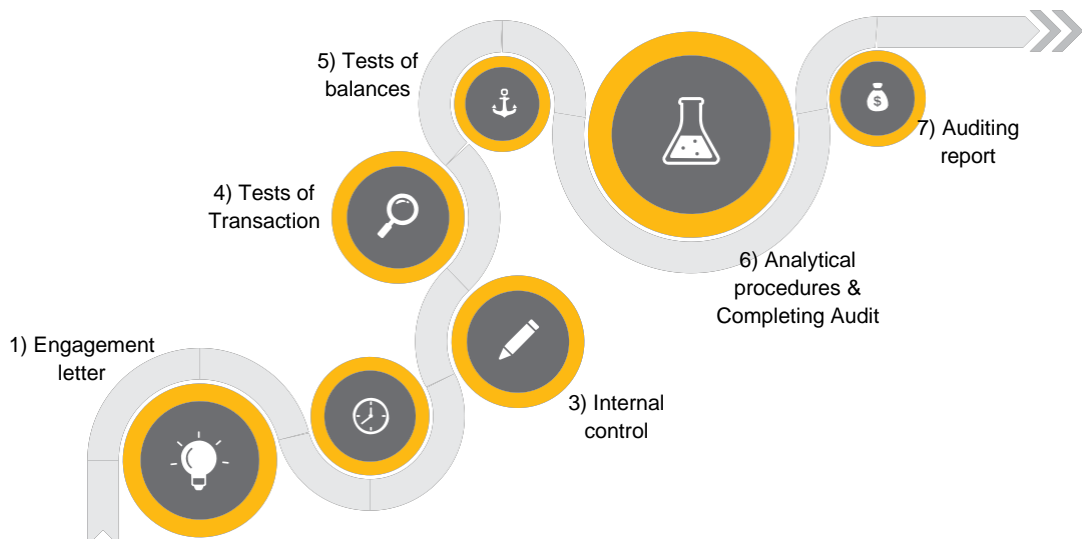 1) Engagement
letter
3) Internal
control
4) Tests of
Transaction
5) Tests of
balances
6) Analytical
procedures &
Completing Audit
7) Auditing
report
$